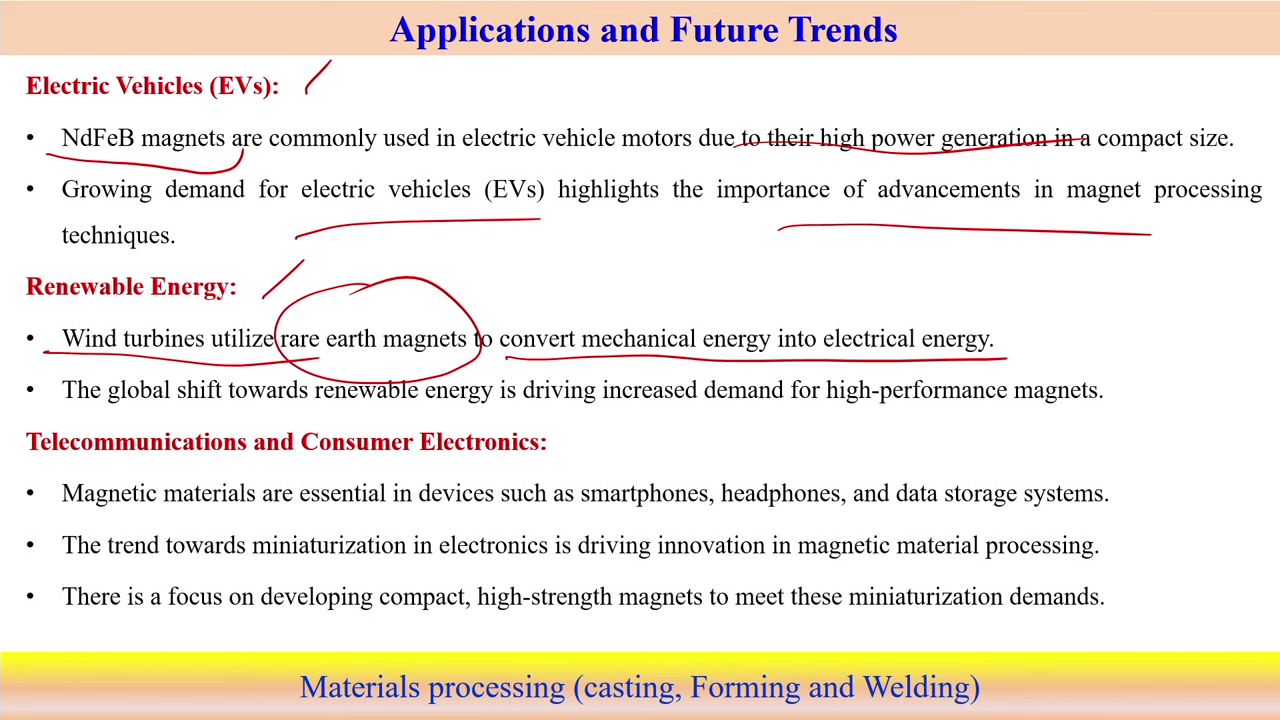 Applications and Future Trends
Electric Vehicles (EVs):
• NdFeB magnets are commonly used in electric vehicle motors due to their high power generation in a compact size.
• Growing demand for electric vehicles (EVs) highlights the importance of advancements in magnet processing
techniques.
Renewable Energy:
• Wind turbines utilize rare earth magnets to convert mechanical energy into electrical energy.
• The global shift towards renewable energy is driving increased demand for high-performance magnets.
Telecommunications and Consumer Electronics:
• Magnetic materials are essential in devices such as smartphones, headphones, and data storage systems.
• The trend towards miniaturization in electronics is driving innovation in magnetic material processing.
• There is a focus on developing compact, high-strength magnets to meet these miniaturization demands.
Materials processing (casting, Forming and Welding)